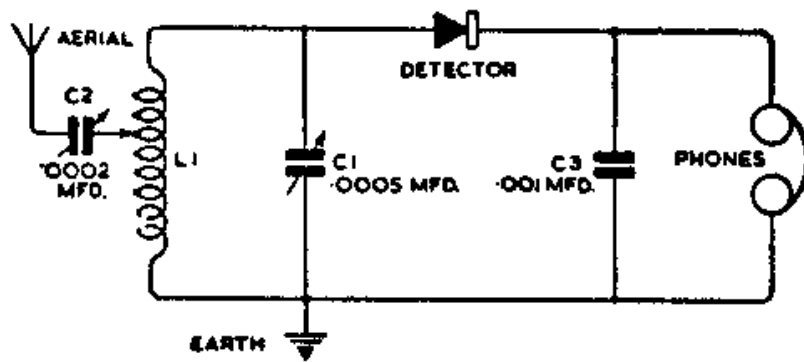 AERIAL
C2
·0002
MFD.
L1
C1
·0005 MFD.
DETECTOR
C3
·001 MFD.
PHONES
EARTH